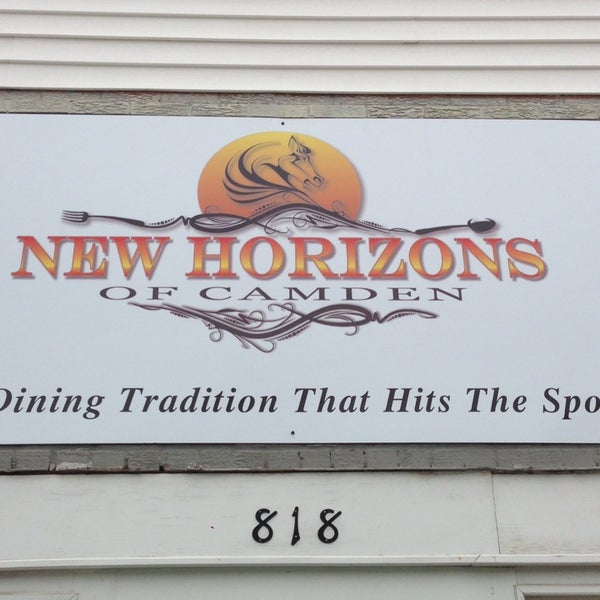 NEW HORIZONS
OF CAMDEN
Dining Tradition That Hits The Spo
818